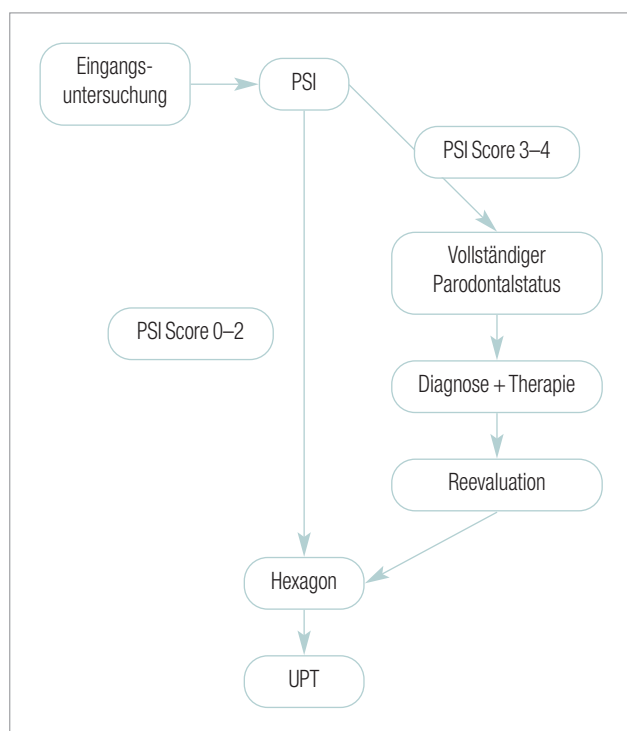 Eingangs-
untersuchung
PSI
PSI Score 3–4
Vollständiger
Parodontalstatus
PSI Score 0–2
Diagnose + Therapie
Reevaluation
Hexagon
UPT